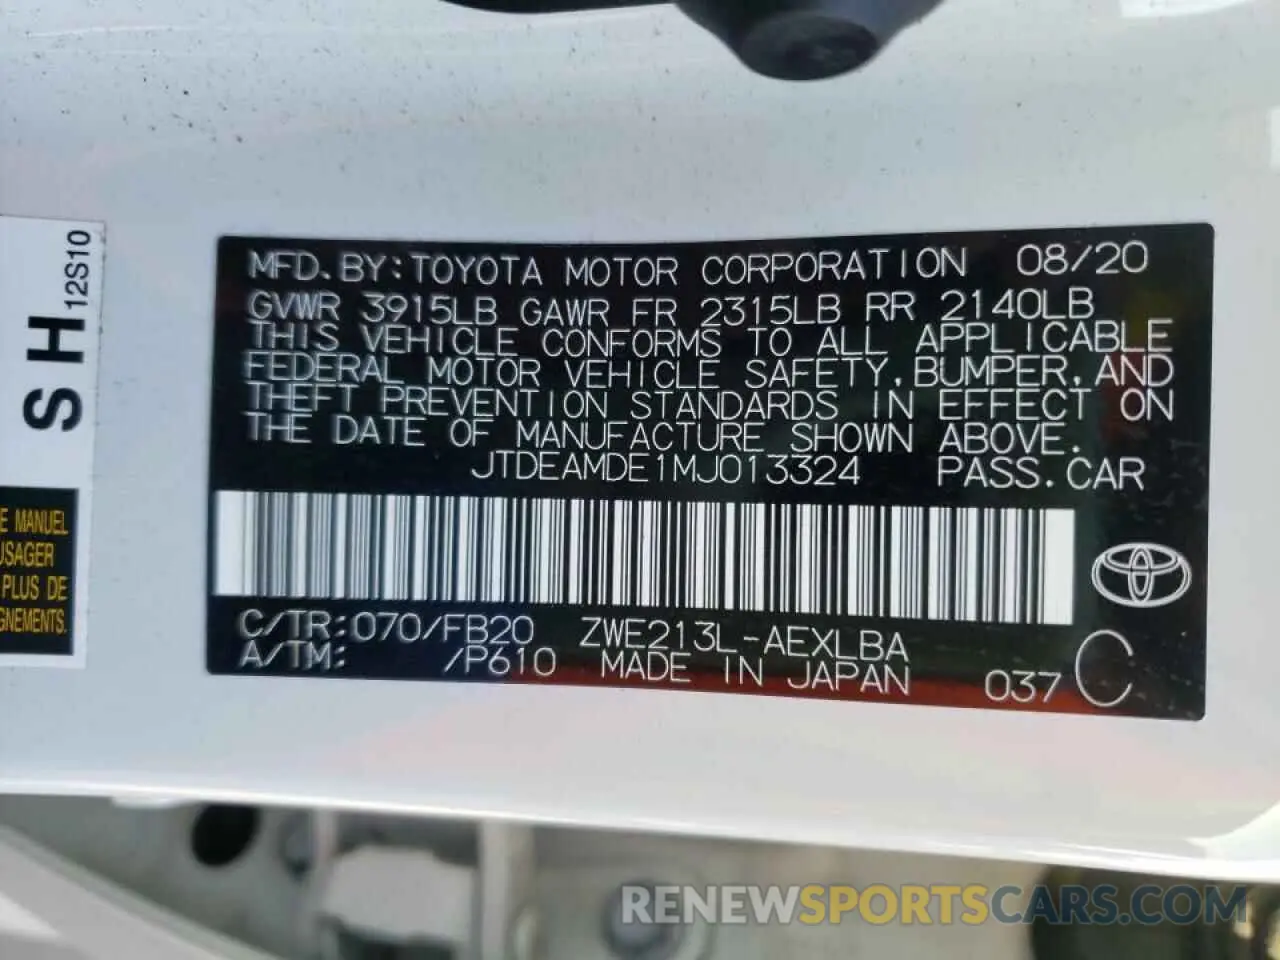 MFD. BY: TOYOTA MOTOR CORPORATION 08/20
GVWR 3915LB GAWR FR 2315LB RR 2140LB
THIS VEHICLE CONFORMS TO ALL APPLICABLE
FEDERAL MOTOR VEHICLE SAFETY, BUMPER, AND
THEFT PREVENTION STANDARDS IN EFFECT ON
THE DATE OF MANUFACTURE SHOWN ABOVE.
JTDEAMDE1MJ013324 PASS. CAR
C/TR: 070/FB20 ZWE213L-AEXLBA
A/TM: /P610 MADE IN JAPAN 037 C
SH 12S10
E MANUEL
USAGER
PLUS DE
GNEMENTS.
RENEWSPORTSCARS.COM